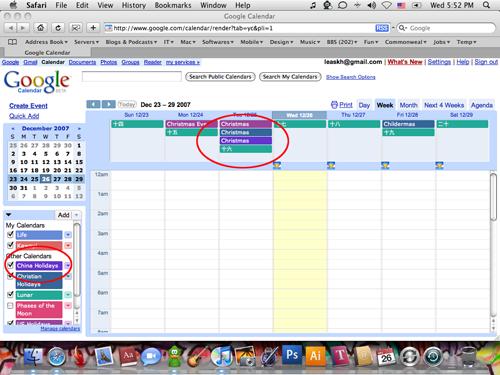 Safari File Edit View History Bookmarks Window Help Wed 5:52 PM
Google Calendar
http://www.google.com/calendar/render?tab=yc&pli=1
Address Book Servers Blogs & Podcasts IT Mac Photos Design Music BBS (202) Fun Commonweal Jobs Temp
Google Calendar
Google Gmail Calendar Documents Photos Groups Reader my services leaskh@gmail.com | What's New | Settings | Help | Sign out
Google
Calendar BETA
Search Public Calendars Search My Calendars Show Search Options
Create Event
Quick Add
Today Dec 23 – 29 2007 Print Day Week Month Next 4 Weeks Agenda
December 2007
S M T W T F S
25 26 27 28 29 30 1
2 3 4 5 6 7 8
9 10 11 12 13 14 15
16 17 18 19 20 21 22
23 24 25 26 27 28 29
30 31 1 2 3 4 5
Sun 12/23 Mon 12/24 Tue 12/25 Wed 12/26 Thu 12/27 Fri 12/28 Sat 12/29
十四 Christmas Eve Christmas 十七 十八 Childermas 二十
十五 Christmas 十九
Christmas
十六
12am
1am
2am
3am
4am
5am
6am
7am
Add
My Calendars
Life
Other Calendars
China Holidays
Christian Holidays
Lunar
Phases of the Moon
US Holidays
Manage calendars
Ps Ai
26